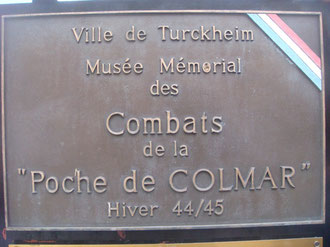 Ville de Turckheim
Musée Mémorial
des
Combats
de la
"Poche de COLMAR"
Hiver 44/45